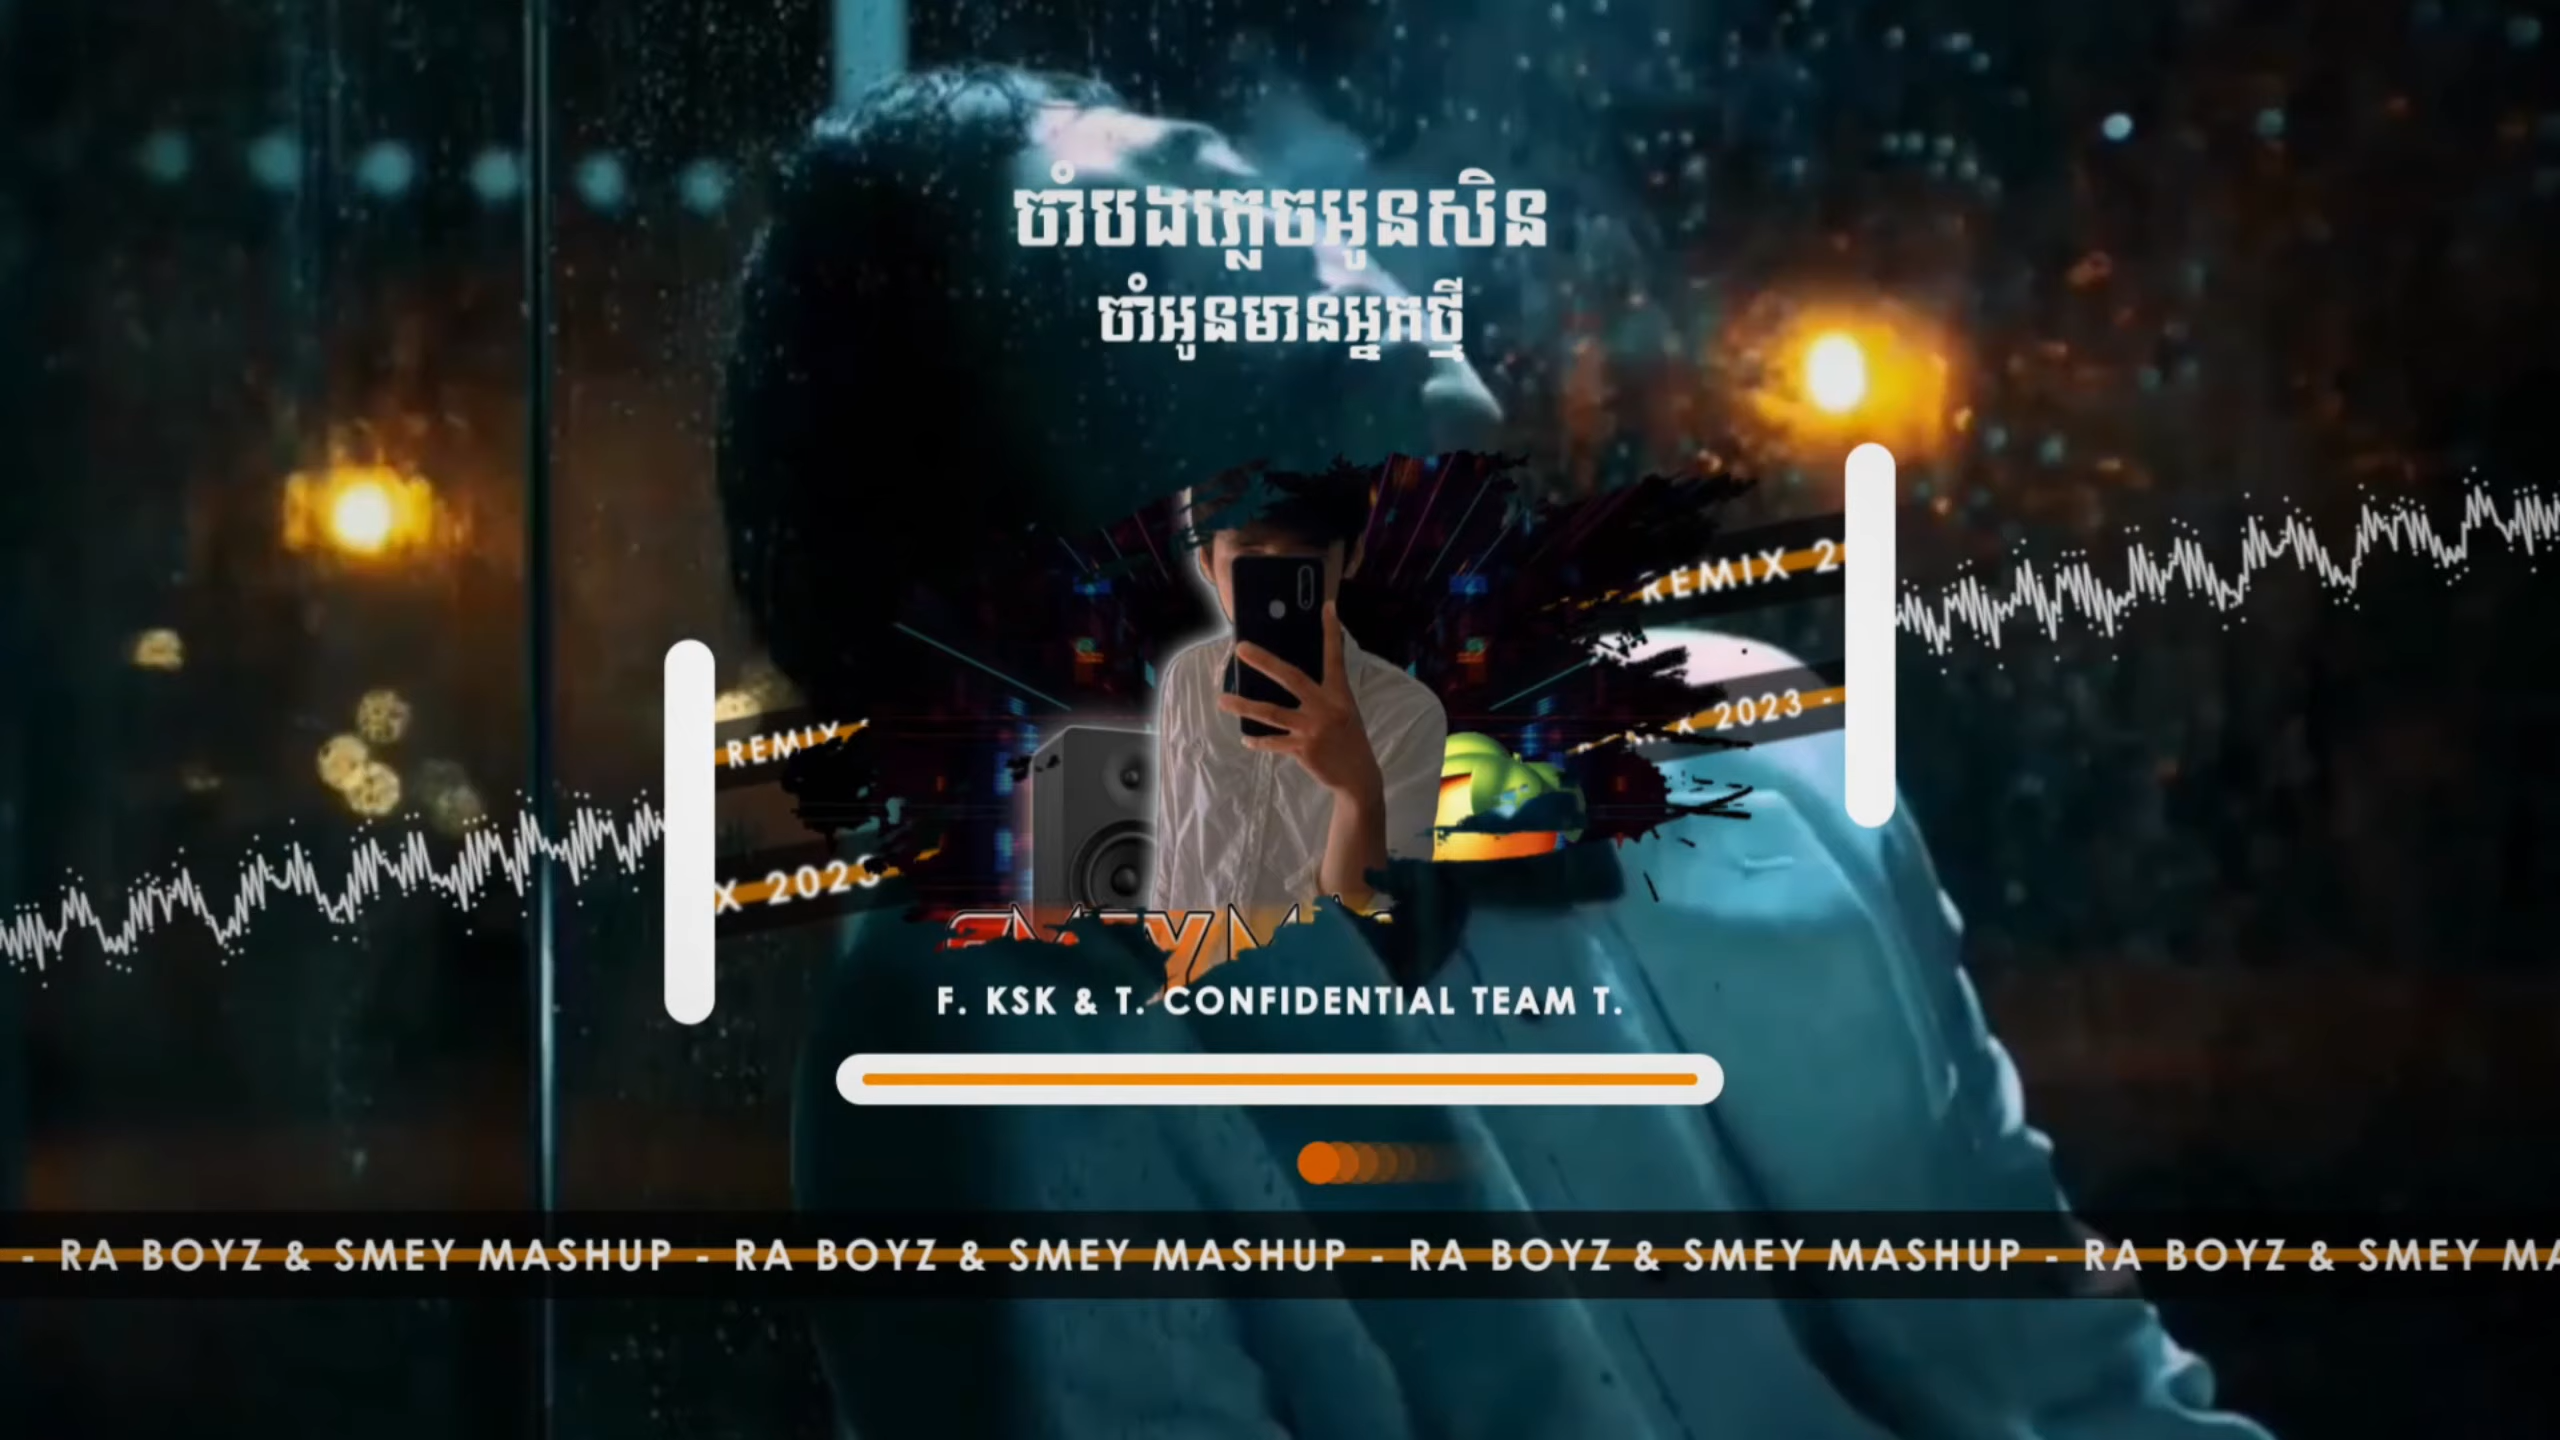 ចាំបងភ្លេចអូនសិន
ចាំអូនមានអ្នកថ្មី
REMIX 2
REMIX
X 2023 -
X 2023
F. KSK & T. CONFIDENTIAL TEAM T.
- RA BOYZ & SMEY MASHUP - RA BOYZ & SMEY MASHUP - RA BOYZ & SMEY MASHUP - RA BOYZ & SMEY MA